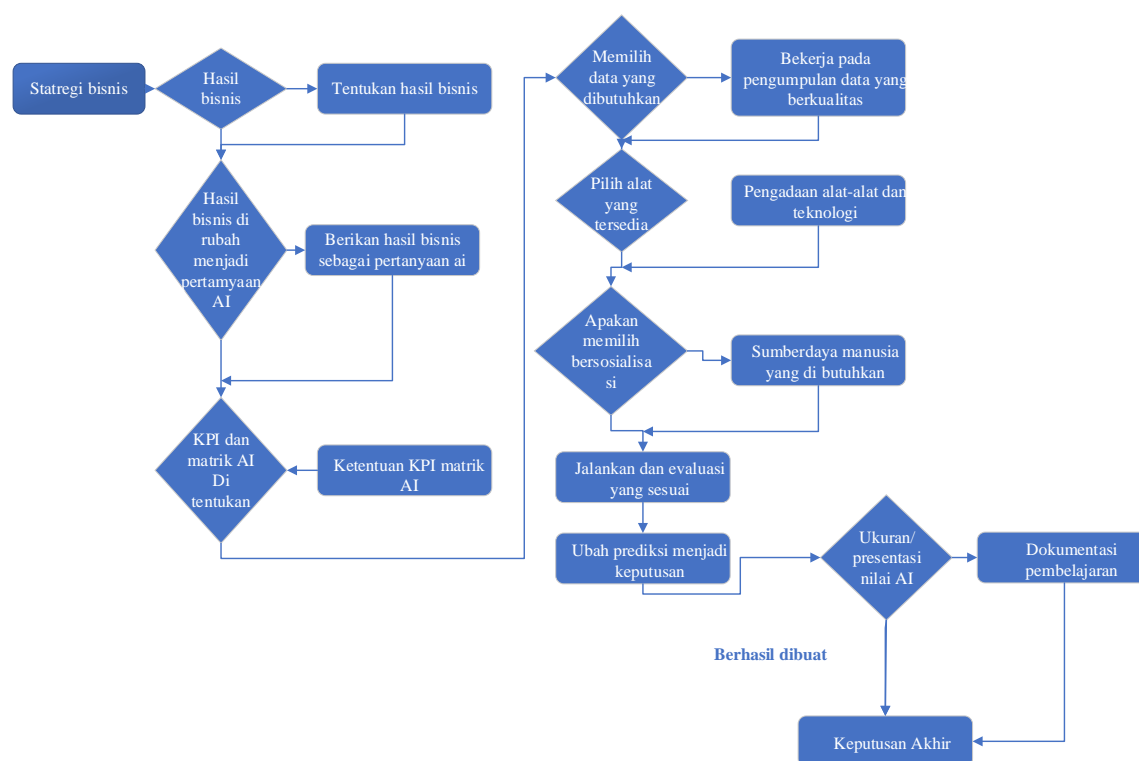 Statregi bisnis
Hasil
bisnis
Tentukan hasil bisnis
Hasil
bisnis di
rubah
menjadi
pertamyaan
AI
Berikan hasil bisnis
sebagai pertanyaan ai
KPI dan
matrik AI
Di
tentukan
Ketentuan KPI matrik
AI
Memilih
data yang
dibutuhkan
Bekerja pada
pengumpulan data yang
berkualitas
Pilih alat
yang
tersedia
Pengadaan alat-alat dan
teknologi
Apakan
memilih
bersosialisa
si
Sumberdaya manusia
yang di butuhkan
Jalankan dan evaluasi
yang sesuai
Ubah prediksi menjadi
keputusan
Ukuran/
presentasi
nilai AI
Dokumentasi
pembelajaran
Berhasil dibuat
Keputusan Akhir